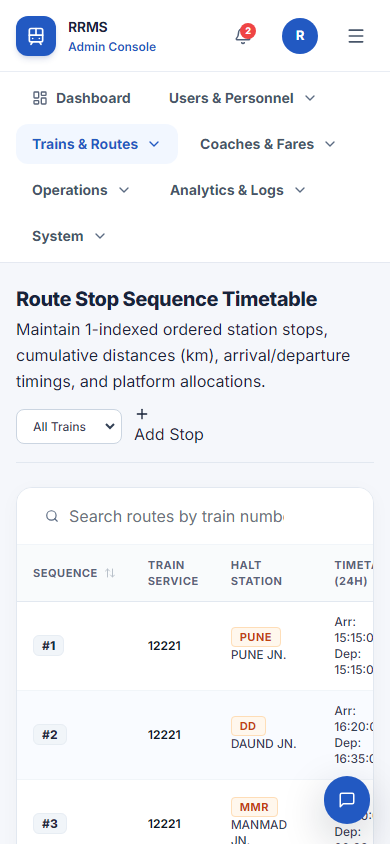 RRMS
Admin Console
2
R
Dashboard
Users & Personnel
Trains & Routes
Coaches & Fares
Operations
Analytics & Logs
System
Route Stop Sequence Timetable
Maintain 1-indexed ordered station stops,
cumulative distances (km), arrival/departure
timings, and platform allocations.
All Trains
+
Add Stop
Search routes by train numb
SEQUENCE
TRAIN
SERVICE
HALT
STATION
(24H)
#1
12221
PUNE
PUNE JN.
Arr:
15:15:0
Dep:
15:15:0
#2
12221
DD
DAUND JN.
Arr:
16:20:0
Dep:
16:35:0
#3
12221
MMR
MANMAD
JN.